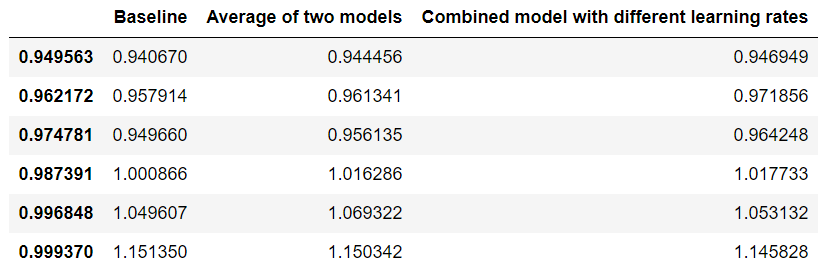 Baseline Average of two models Combined model with different learning rates
0.949563 0.940670 0.944456 0.946949
0.962172 0.957914 0.961341 0.971856
0.974781 0.949660 0.956135 0.964248
0.987391 1.000866 1.016286 1.017733
0.996848 1.049607 1.069322 1.053132
0.999370 1.151350 1.150342 1.145828